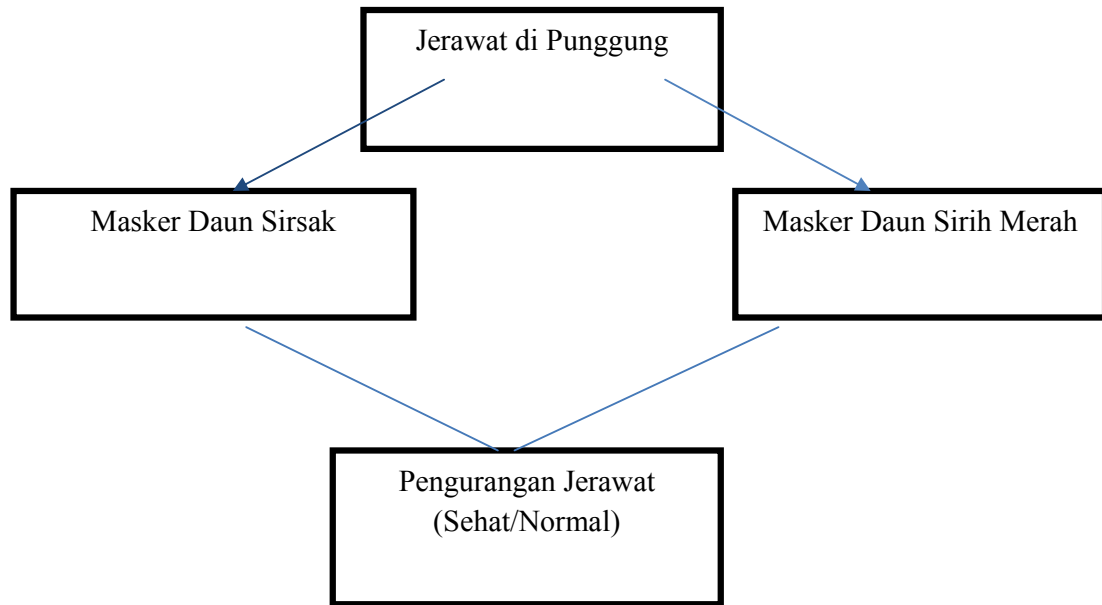 Jerawat di Punggung
Masker Daun Sirsak
Masker Daun Sirih Merah
Pengurangan Jerawat
(Sehat/Normal)